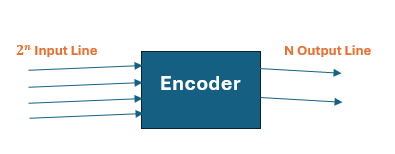 2ⁿ Input Line
N Output Line
Encoder